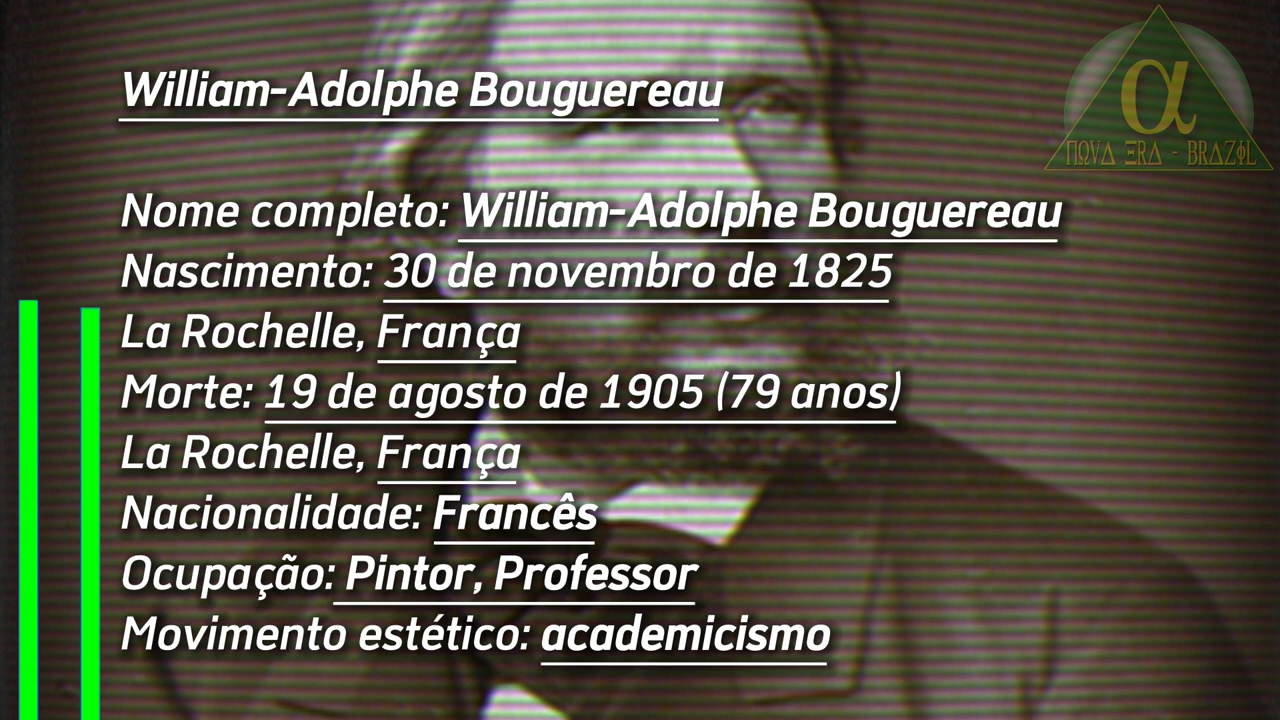 William-Adolphe Bouguereau
α
ΠΩVΔ ΞRΔ - BRΔZΦL
Nome completo: William-Adolphe Bouguereau
Nascimento: 30 de novembro de 1825
La Rochelle, França
Morte: 19 de agosto de 1905 (79 anos)
La Rochelle, França
Nacionalidade: Francês
Ocupação: Pintor, Professor
Movimento estético: academicismo